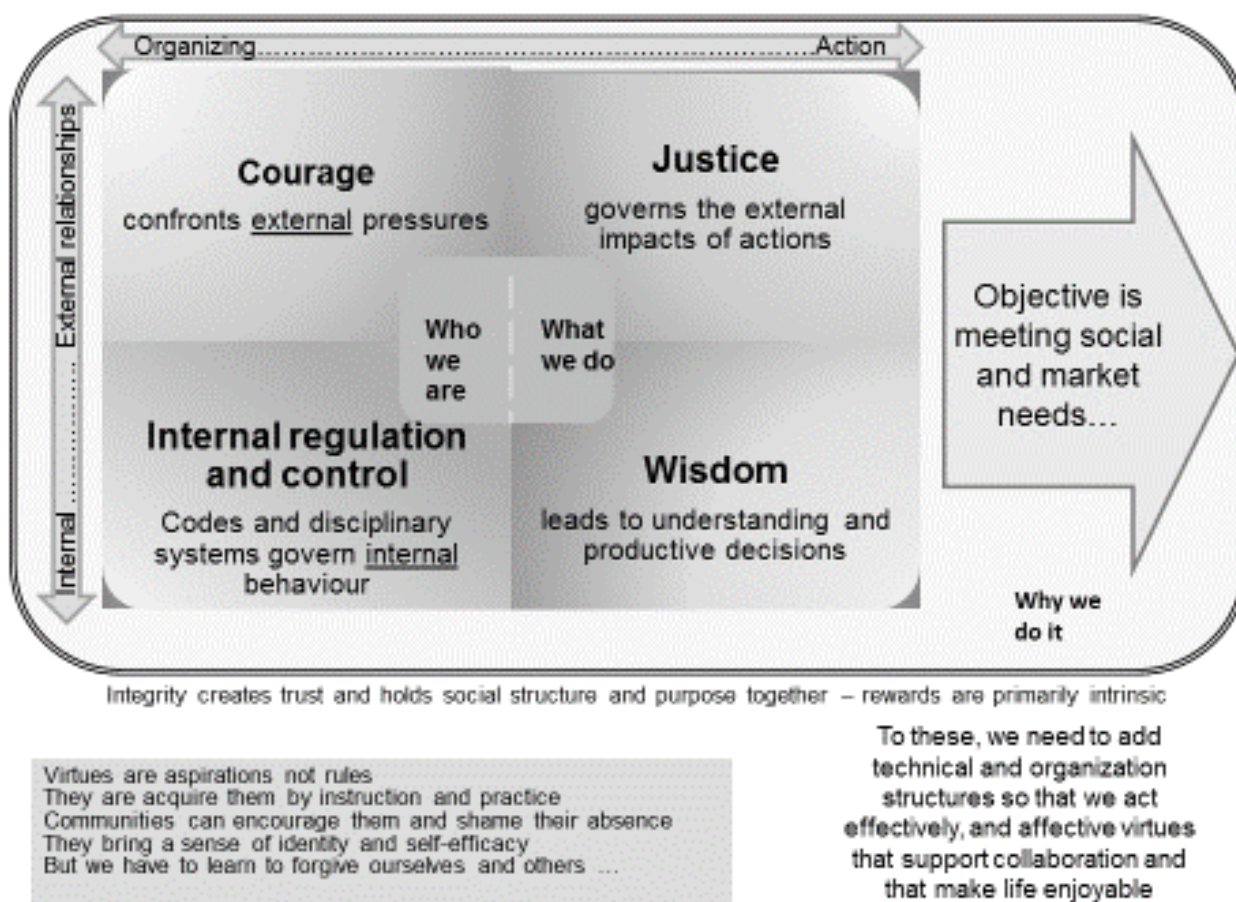 Organizing……………………………………………………Action
External relationships
Internal ……………
Courage
confronts external pressures
Justice
governs the external
impacts of actions
Who
we
are
What
we do
Internal regulation
and control
Codes and disciplinary
systems govern internal
behaviour
Wisdom
leads to understanding and
productive decisions
Objective is
meeting social
and market
needs…
Why we
do it
Integrity creates trust and holds social structure and purpose together – rewards are primarily intrinsic
Virtues are aspirations not rules
They are acquire them by instruction and practice
Communities can encourage them and shame their absence
They bring a sense of identity and self-efficacy
But we have to learn to forgive ourselves and others …
To these, we need to add
technical and organization
structures so that we act
effectively, and affective virtues
that support collaboration and
that make life enjoyable